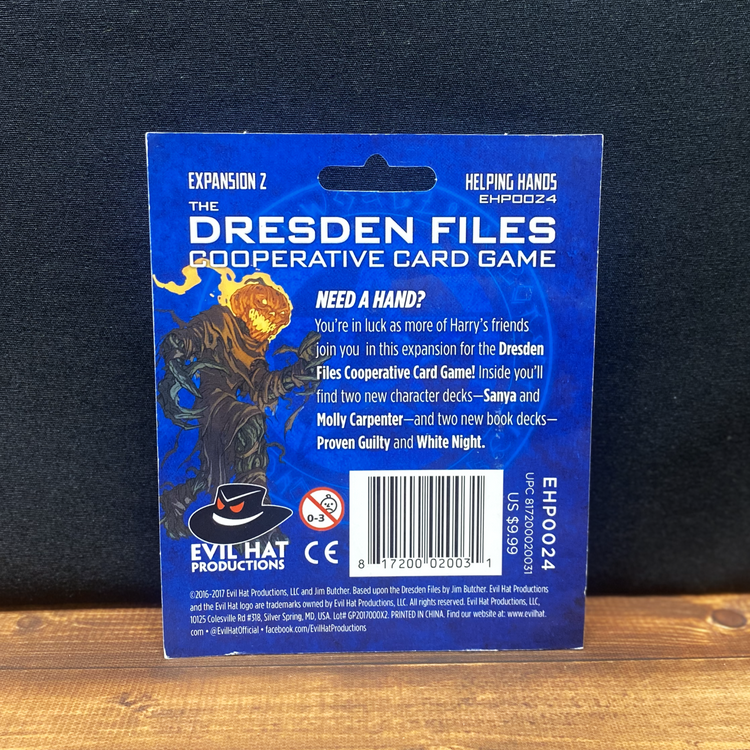 EXPANSION 2
HELPING HANDS
EHP0024
THE
DRESDEN FILES
COOPERATIVE CARD GAME
NEED A HAND?
You're in luck as more of Harry's friends
join you in this expansion for the Dresden
Files Cooperative Card Game! Inside you'll
find two new character decks—Sanya and
Molly Carpenter—and two new book decks—
Proven Guilty and White Night.
EVIL HAT
PRODUCTIONS
0-3
CE
8 17200 02003 1
EHP0024
UPC 817200020031
US $9.99
©2016-2017 Evil Hat Productions, LLC and Jim Butcher. Based upon the Dresden Files by Jim Butcher. Evil Hat Productions
and the Evil Hat logo are trademarks owned by Evil Hat Productions, LLC. All rights reserved. Evil Hat Productions, LLC,
10125 Colesville Rd #318, Silver Spring, MD, USA. Lot# GP2017000X2. PRINTED IN CHINA. Find our website at: www.evilhat.
com • @EvilHatOfficial • facebook.com/EvilHatProductions